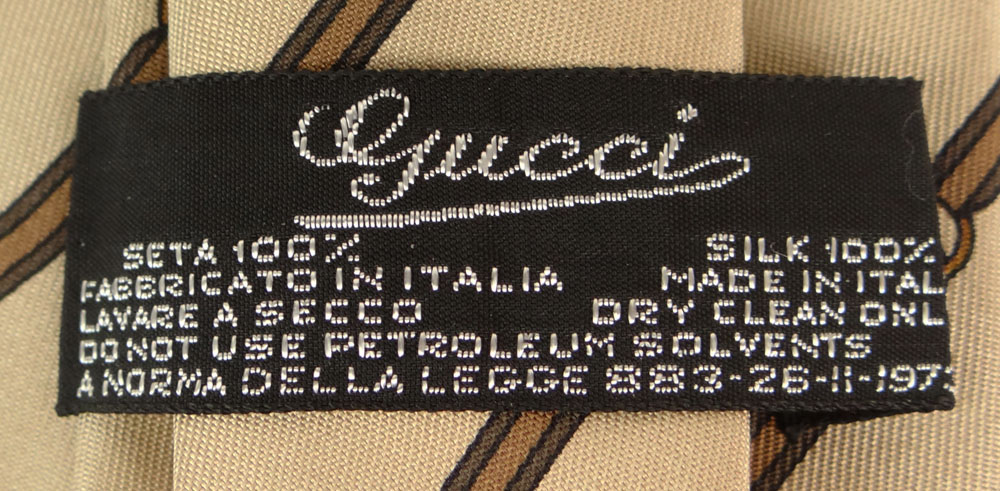 Gucci
SETA 100% SILK 100%
FABBRICATO IN ITALIA MADE IN ITAL
LAVARE A SECCO DRY CLEAN ONL
DO NOT USE PETROLEUM SOLVENTS
A NORMA DELLA LEGGE 883-26-11-197